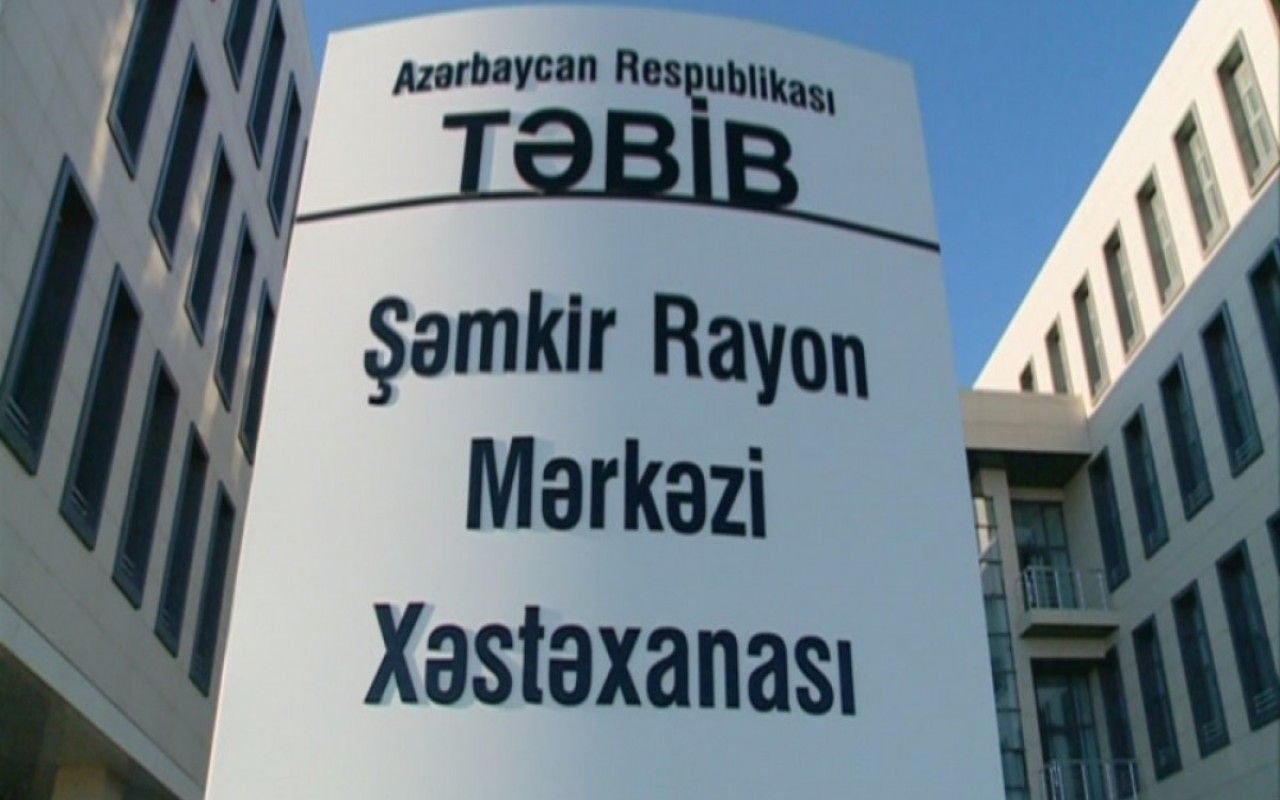 Azərbaycan Respublikası
TƏBİB
Şəmkir Rayon
Mərkəzi
Xəstəxanası